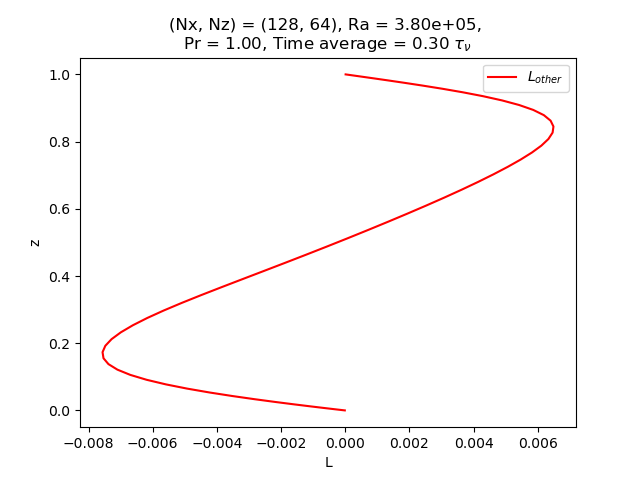 (Nx, Nz) = (128, 64), Ra = 3.80e+05,
Pr = 1.00, Time average = 0.30 τ_ν
L_other
1.0
0.8
0.6
0.4
0.2
0.0
z
−0.008 −0.006 −0.004 −0.002 0.000 0.002 0.004 0.006
L